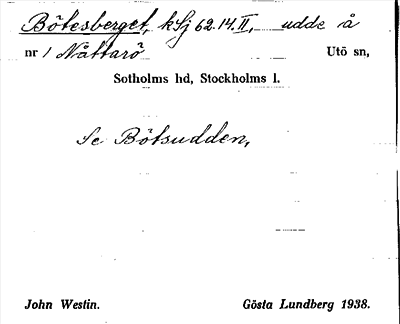 Bötesberget, kSj 62.14.II, udde å
nr 1 Nåttarö Utö sn,
Sotholms hd, Stockholms l.
Se Bötsudden,
John Westin. Gösta Lundberg 1938.